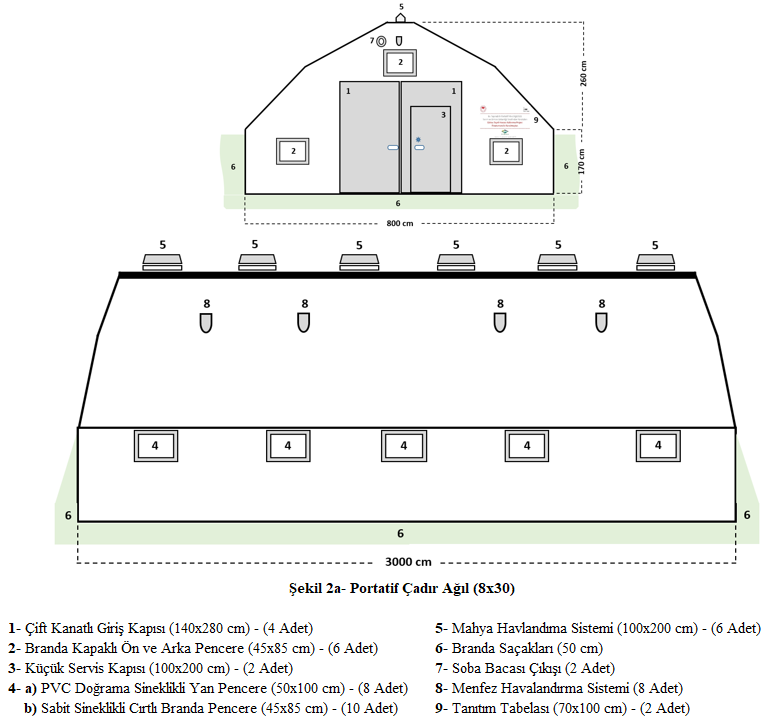 5
7
2
1
1
3
9
2
2
6
6
6
260 cm
170 cm
800 cm
5
5
5
5
5
5
8
8
8
8
4
4
4
4
4
6
6
6
3000 cm
Şekil 2a- Portatif Çadır Ağıl (8x30)
1- Çift Kanatlı Giriş Kapısı (140x280 cm) - (4 Adet)
2- Branda Kapaklı Ön ve Arka Pencere (45x85 cm) - (6 Adet)
3- Küçük Servis Kapısı (100x200 cm) - (2 Adet)
4- a) PVC Doğrama Sineklikli Yan Pencere (50x100 cm) - (8 Adet)
b) Sabit Sineklikli Cırtlı Branda Pencere (45x85 cm) - (10 Adet)
5- Mahya Havlandıma Sistemi (100x200 cm) - (6 Adet)
6- Branda Saçakları (50 cm)
7- Soba Bacası Çıkışı (2 Adet)
8- Menfez Havalandırma Sistemi (8 Adet)
9- Tanıtım Tabelası (70x100 cm) - (2 Adet)